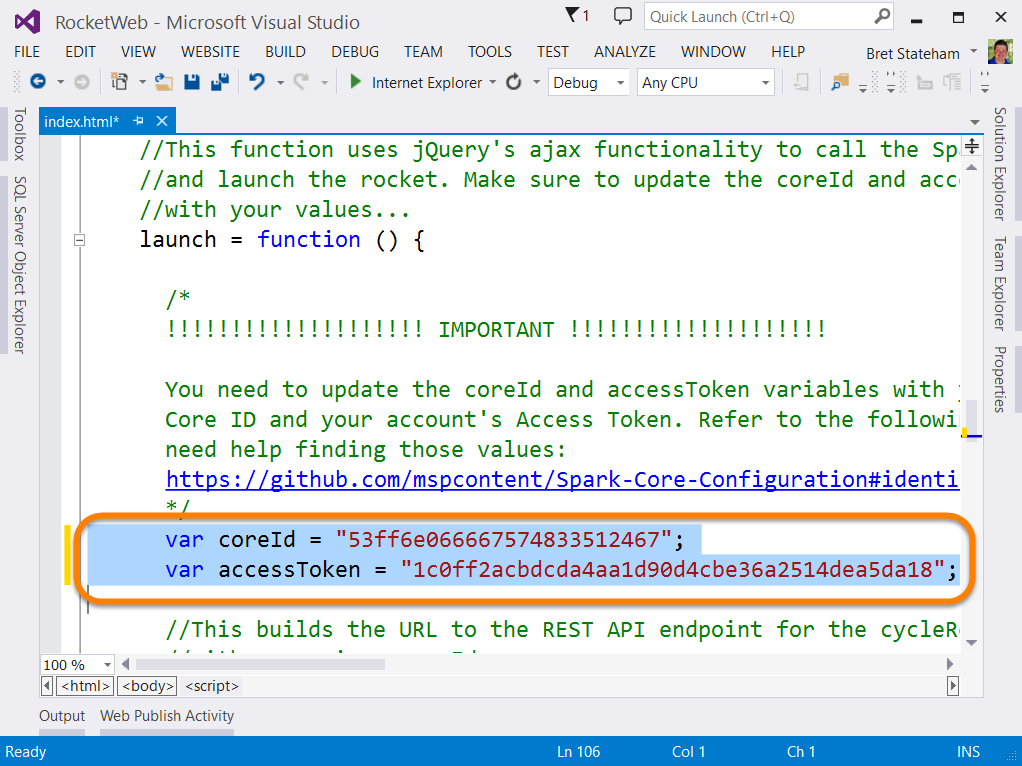 RocketWeb - Microsoft Visual Studio
1
Quick Launch (Ctrl+Q)
FILE EDIT VIEW WEBSITE BUILD DEBUG TEAM TOOLS TEST ANALYZE WINDOW HELP Bret Stateham
Internet Explorer Debug Any CPU
Toolbox
SQL Server Object Explorer
index.html*
//This function uses jQuery's ajax functionality to call the Sp
//and launch the rocket. Make sure to update the coreId and acc
//with your values...
launch = function () {
/*
!!!!!!!!!!!!!!!!!!!! IMPORTANT !!!!!!!!!!!!!!!!!!!!
You need to update the coreId and accessToken variables with
Core ID and your account's Access Token. Refer to the followi
need help finding those values:
https://github.com/mspcontent/Spark-Core-Configuration#identi
*/
var coreId = "53ff6e066667574833512467";
var accessToken = "1c0ff2acbdcda4aa1d90d4cbe36a2514dea5da18";
//This builds the URL to the REST API endpoint for the cycleR
Solution Explorer
Team Explorer
Properties
100 %
<html> <body> <script>
Output Web Publish Activity
Ready Ln 106 Col 1 Ch 1 INS